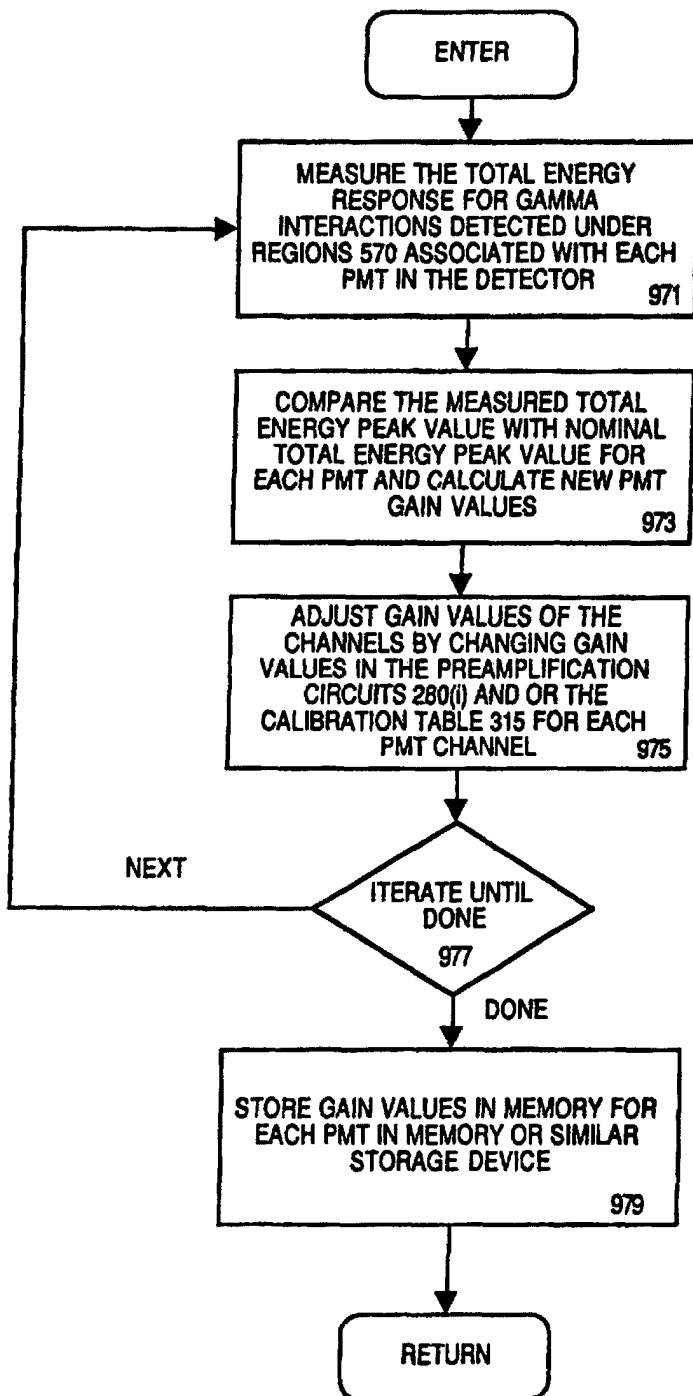 ENTER
MEASURE THE TOTAL ENERGY
RESPONSE FOR GAMMA
INTERACTIONS DETECTED UNDER
REGIONS 570 ASSOCIATED WITH EACH
PMT IN THE DETECTOR
971
COMPARE THE MEASURED TOTAL
ENERGY PEAK VALUE WITH NOMINAL
TOTAL ENERGY PEAK VALUE FOR
EACH PMT AND CALCULATE NEW PMT
GAIN VALUES
973
ADJUST GAIN VALUES OF THE
CHANNELS BY CHANGING GAIN
VALUES IN THE PREAMPLIFICATION
CIRCUITS 280(i) AND OR THE
CALIBRATION TABLE 315 FOR EACH
PMT CHANNEL
975
NEXT
ITERATE UNTIL
DONE
977
DONE
STORE GAIN VALUES IN MEMORY FOR
EACH PMT IN MEMORY OR SIMILAR
STORAGE DEVICE
979
RETURN